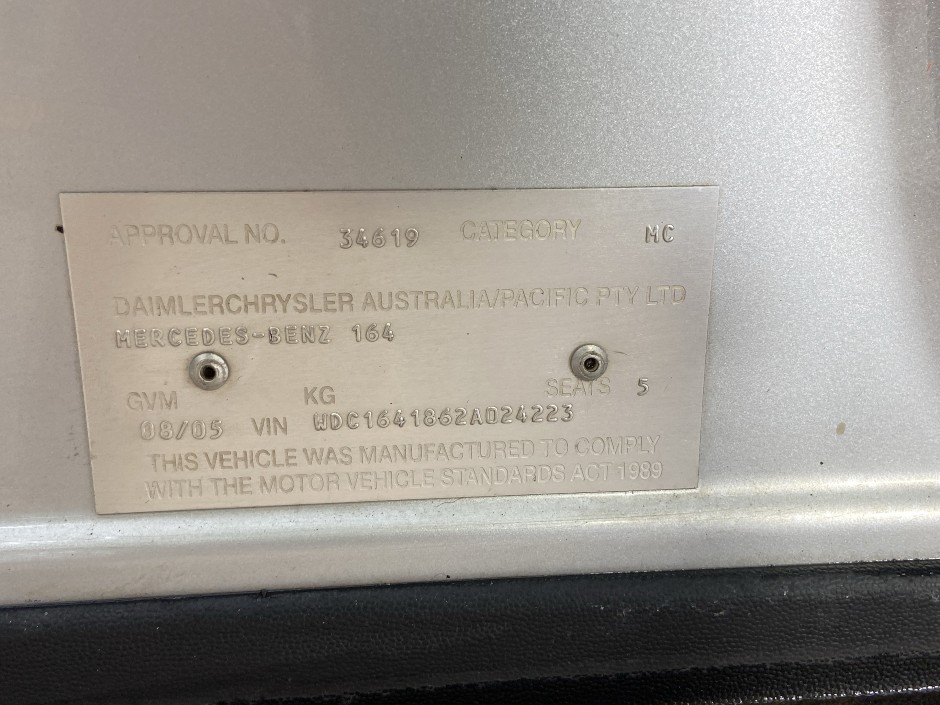 APPROVAL NO. 34619 CATEGORY MC
DAIMLERCHRYSLER AUSTRALIA/PACIFIC PTY LTD
MERCEDES-BENZ 164
GVM KG SEATS 5
08/05 VIN WDC1641862A024223
THIS VEHICLE WAS MANUFACTURED TO COMPLY
WITH THE MOTOR VEHICLE STANDARDS ACT 1989